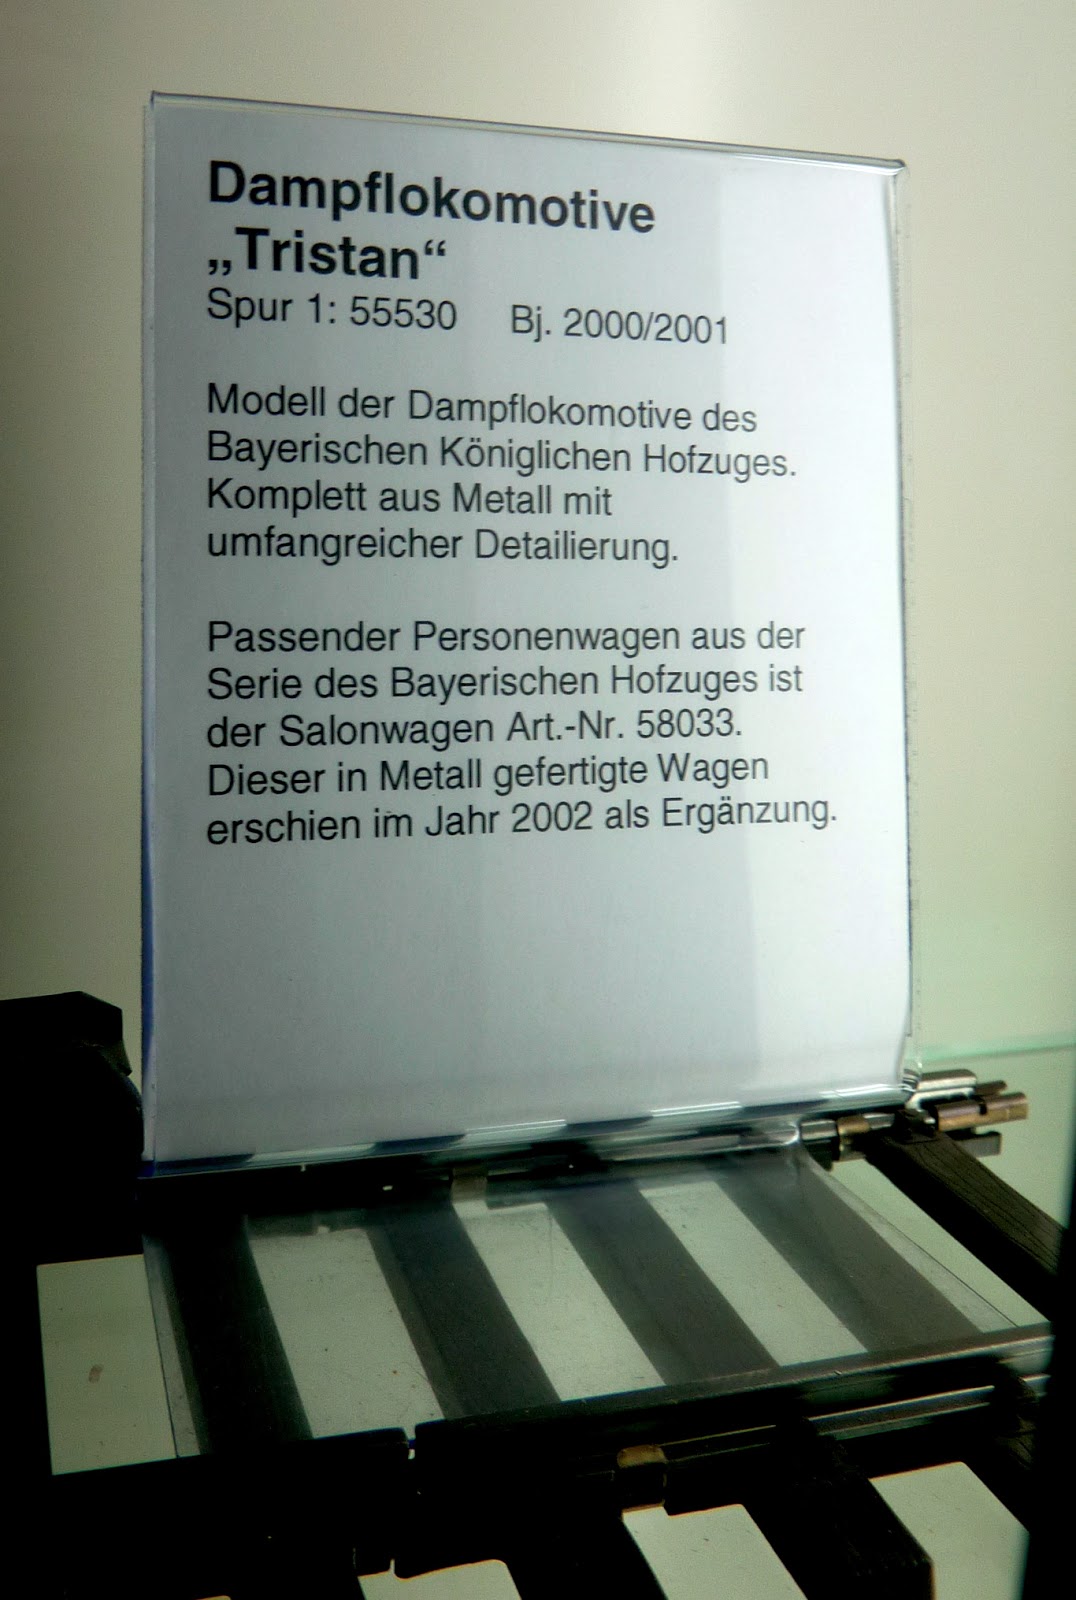 Dampflokomotive
„Tristan“
Spur 1: 55530 Bj. 2000/2001
Modell der Dampflokomotive des
Bayerischen Königlichen Hofzuges.
Komplett aus Metall mit
umfangreicher Detailierung.
Passender Personenwagen aus der
Serie des Bayerischen Hofzuges ist
der Salonwagen Art.-Nr. 58033.
Dieser in Metall gefertigte Wagen
erschien im Jahr 2002 als Ergänzung.